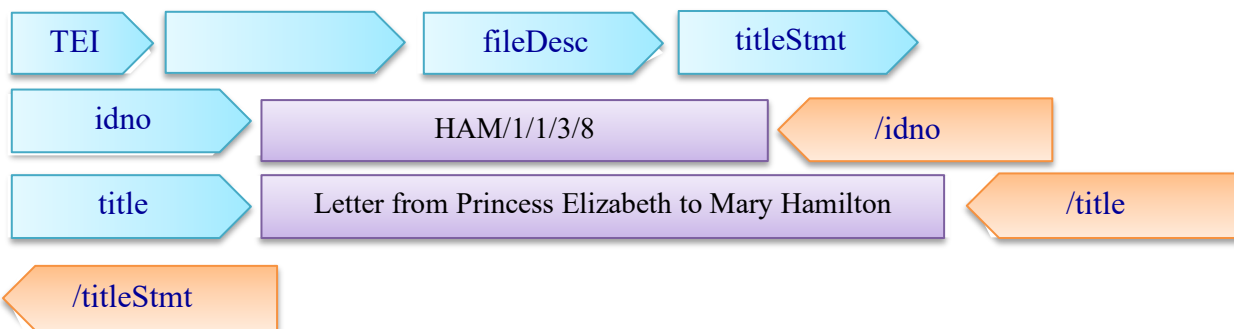 TEI fileDesc titleStmt
idno HAM/1/1/3/8 /idno
title Letter from Princess Elizabeth to Mary Hamilton /title
/titleStmt